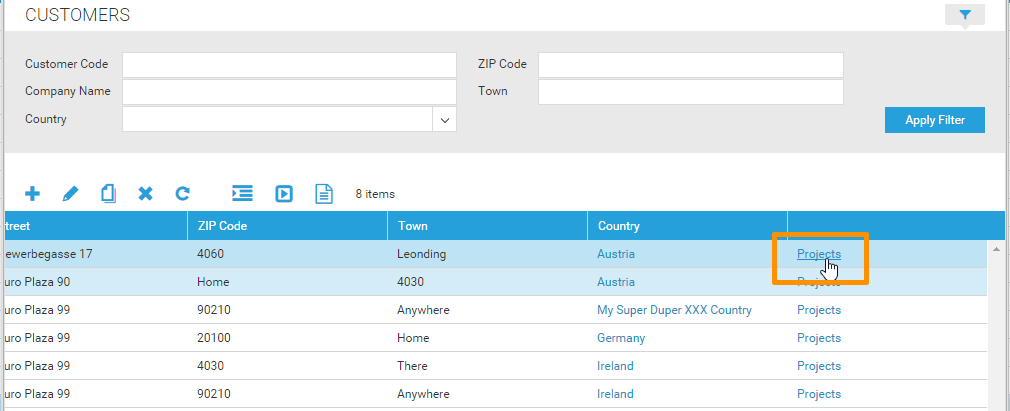 CUSTOMERS
Customer Code ZIP Code
Company Name Town
Country
Apply Filter
8 items
treet ZIP Code Town Country
ewerbegasse 17 4060 Leonding Austria Projects
uro Plaza 90 Home 4030 Austria Projects
uro Plaza 99 90210 Anywhere My Super Duper XXX Country Projects
uro Plaza 99 20100 Home Germany Projects
uro Plaza 99 4030 There Ireland Projects
uro Plaza 99 90210 Anywhere Ireland Projects